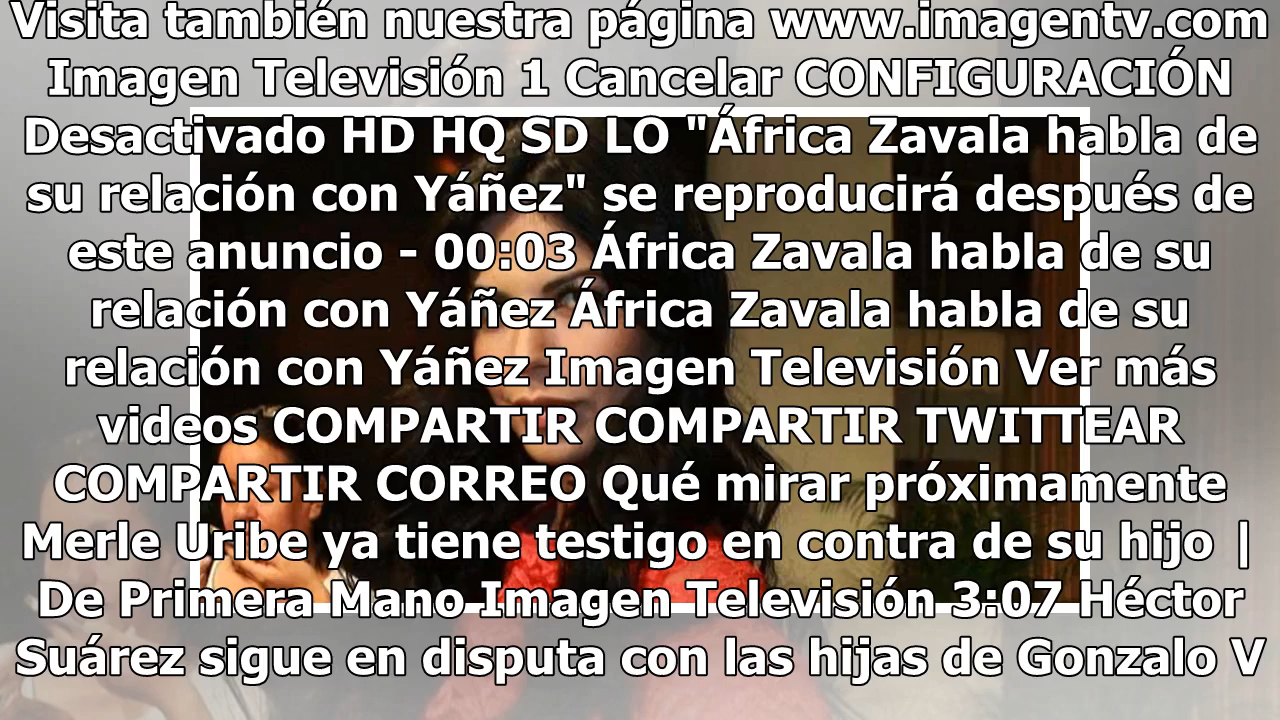 Visita también nuestra página www.imagentv.com
Imagen Televisión 1 Cancelar CONFIGURACIÓN
Desactivado HD HQ SD LO "África Zavala habla de
su relación con Yáñez" se reproducirá después de
este anuncio - 00:03 África Zavala habla de su
relación con Yáñez África Zavala habla de su
relación con Yáñez Imagen Televisión Ver más
videos COMPARTIR COMPARTIR TWITTEAR
COMPARTIR CORREO Qué mirar próximamente
Merle Uribe ya tiene testigo en contra de su hijo |
De Primera Mano Imagen Televisión 3:07 Héctor
Suárez sigue en disputa con las hijas de Gonzalo V